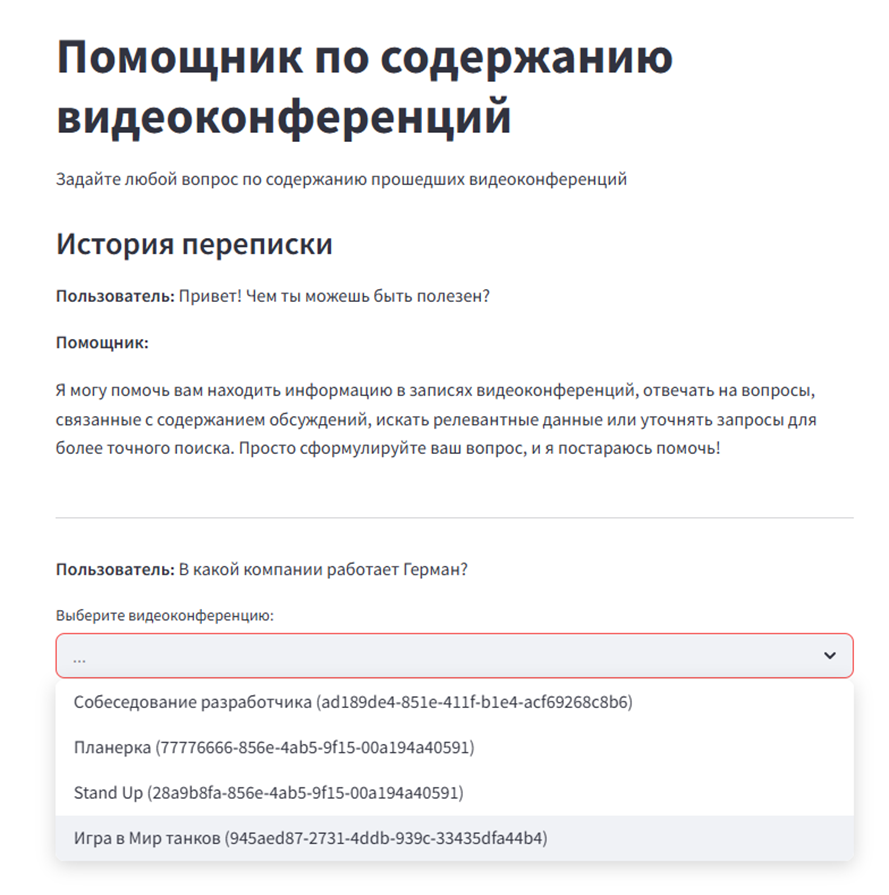 Помощник по содержанию
видеоконференций
Задайте любой вопрос по содержанию прошедших видеоконференций
История переписки
Пользователь: Привет! Чем ты можешь быть полезен?
Помощник:
Я могу помочь вам находить информацию в записях видеоконференций, отвечать на вопросы,
связанные с содержанием обсуждений, искать релевантные данные или уточнять запросы для
более точного поиска. Просто сформулируйте ваш вопрос, и я постараюсь помочь!
Пользователь: В какой компании работает Герман?
Выберите видеоконференцию:
...
Собеседование разработчика (ad189de4-851e-411f-b1e4-acf69268c8b6)
Планерка (77776666-856e-4ab5-9f15-00a194a40591)
Stand Up (28a9b8fa-856e-4ab5-9f15-00a194a40591)
Игра в Мир танков (945aed87-2731-4ddb-939c-33435dfa44b4)